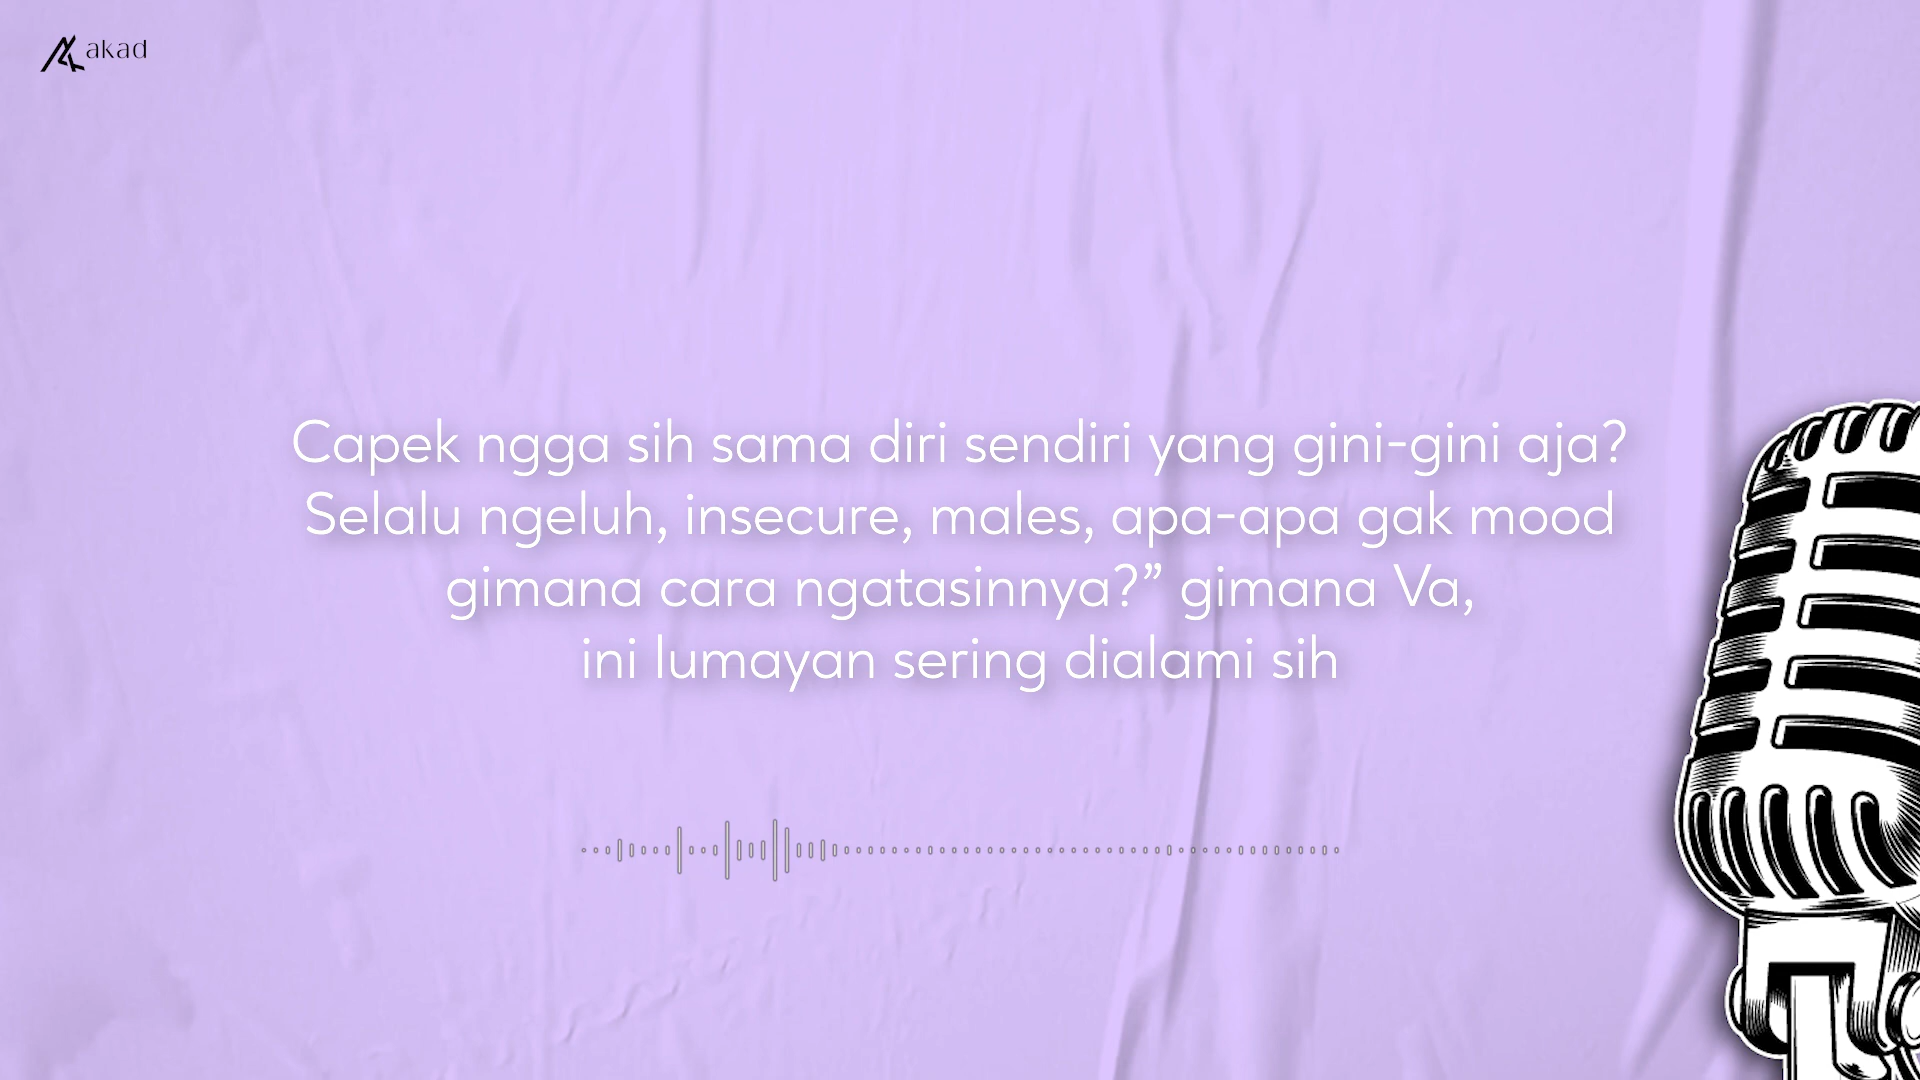 akad
Capek ngga sih sama diri sendiri yang gini-gini aja?
Selalu ngeluh, insecure, males, apa-apa gak mood
gimana cara ngatasinnya?” gimana Va,
ini lumayan sering dialami sih